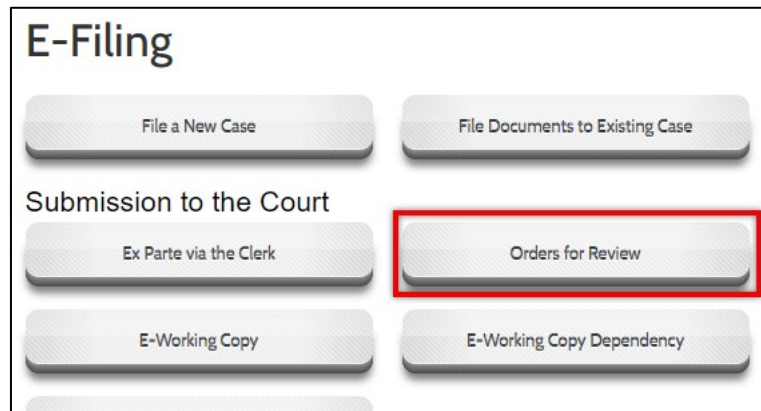 E-Filing
File a New Case
File Documents to Existing Case
Submission to the Court
Ex Parte via the Clerk
Orders for Review
E-Working Copy
E-Working Copy Dependency